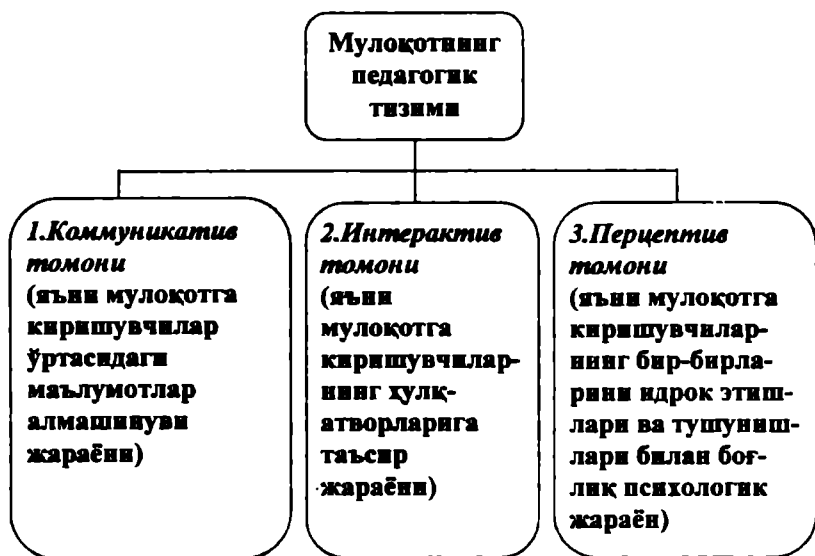 Мулоқотнинг
педагогик
тизими
1.Коммуникатив
томони
(яъни мулоқотга
киришувчилар
ўртасидаги
маълумотлар
алмашинуви
жараёни)
2.Интерактив
томони
(яъни
мулоқотга
киришувчилар-
нинг ҳулқ-
атворларига
таъсир
жараёни)
3.Перцептив
томони
(яъни мулоқотга
киришувчилар-
нинг бир-бирла-
рини идрок этиш-
лари ва тушуниш-
лари билан боғ-
лиқ психологик
жараён)